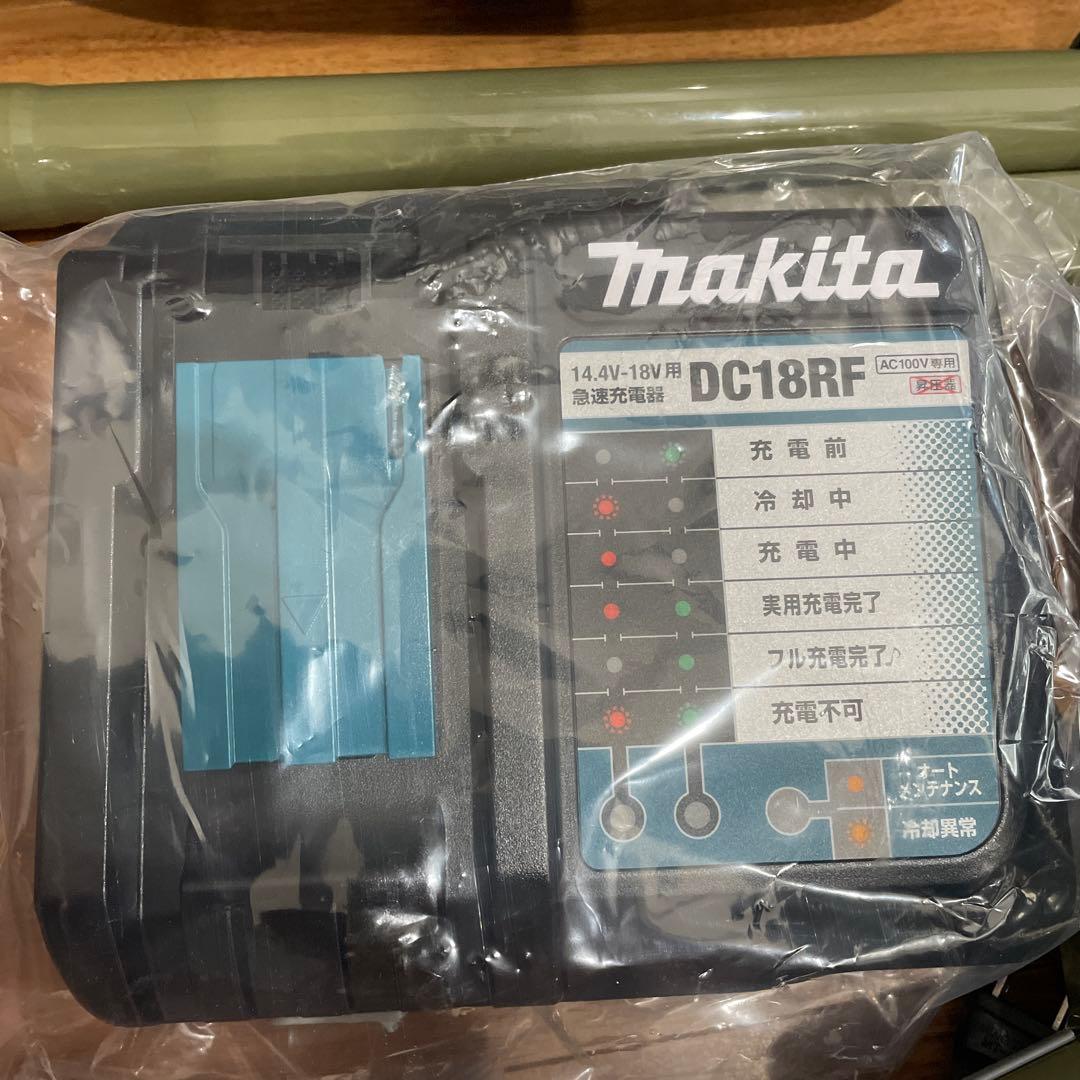 makita
14.4V-18V用
急速充電器
DC18RF
AC100V専用
昇圧器
充電前
冷却中
充電中
実用充電完了
フル充電完了♪
充電不可
オート
メンテナンス
冷却異常